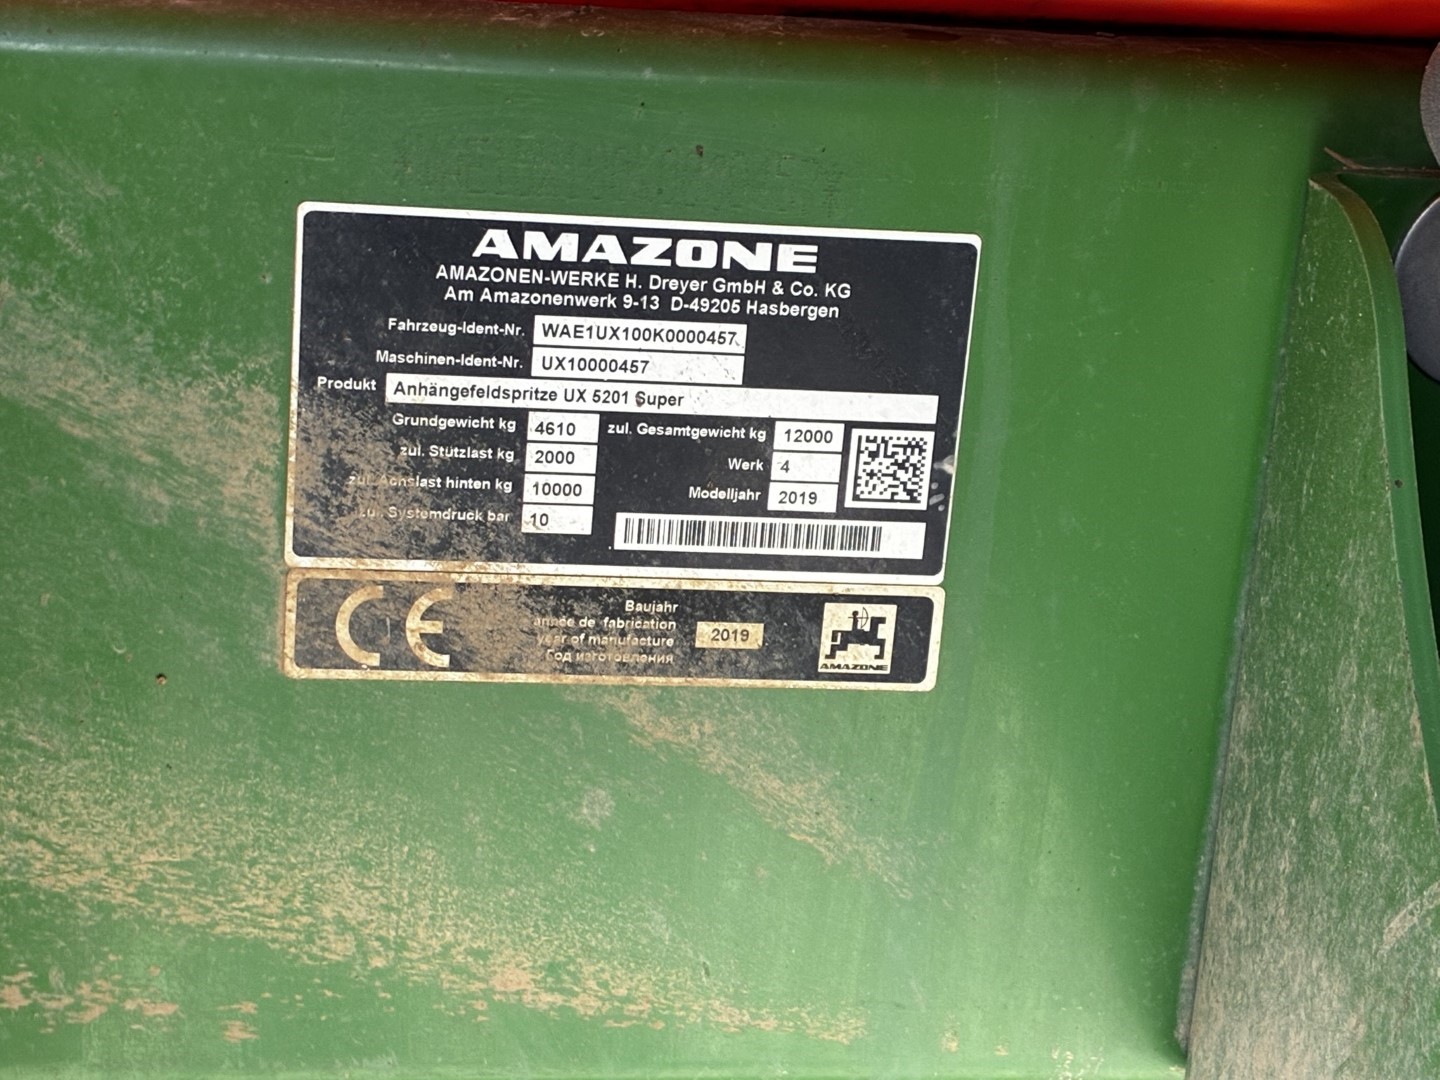 AMAZONE
AMAZONEN-WERKE H. Dreyer GmbH & Co. KG
Am Amazonenwerk 9-13 D-49205 Hasbergen
Fahrzeug-Ident-Nr. WAE1UX100K0000457
Maschinen-Ident-Nr. UX10000457
Produkt Anhängefeldspritze UX 5201 Super
Grundgewicht kg 4610 zul. Gesamtgewicht kg 12000
zul. Stützlast kg 2000 Werk 4
zul. Achslast hinten kg 10000 Modelljahr 2019
zul. Systemdruck bar 10
CE
Baujahr
année de fabrication
year of manufacture 2019
Год изготовления
AMAZONE